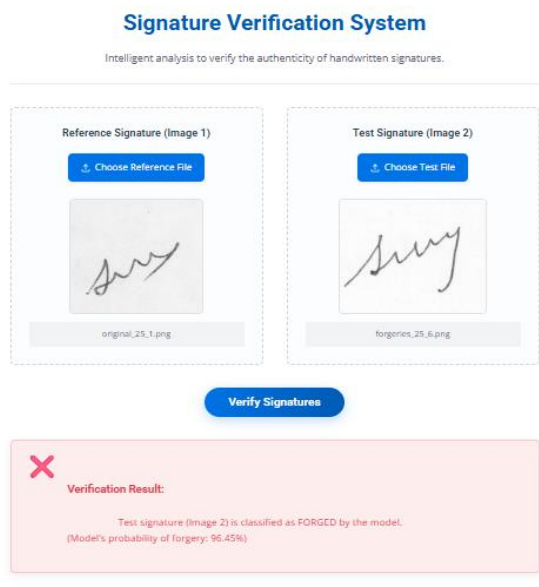 Signature Verification System
Intelligent analysis to verify the authenticity of handwritten signatures.
Reference Signature (Image 1)
Choose Reference File
original_25_1.png
Test Signature (Image 2)
Choose Test File
forgeries_25_6.png
Verify Signatures
Verification Result:
Test signature (Image 2) is classified as FORGED by the model.
(Model's probability of forgery: 96.45%)